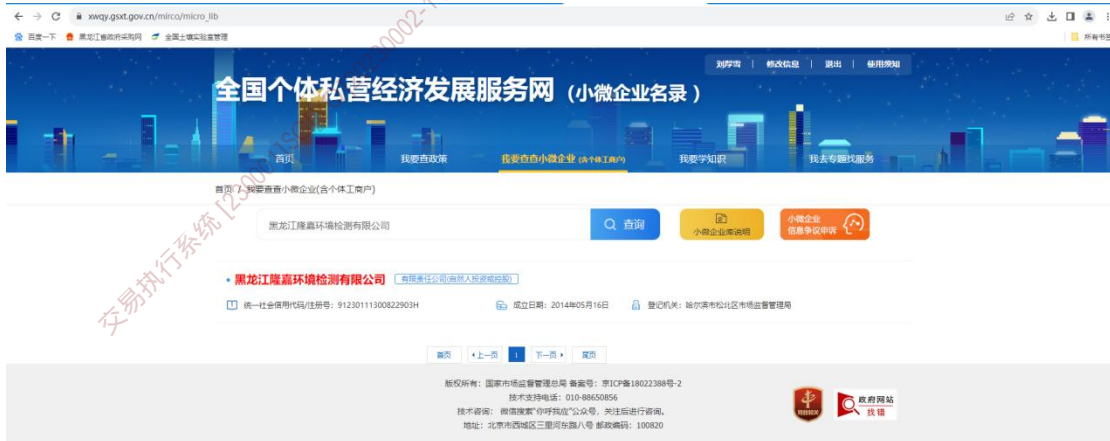 xwqy.gsxt.gov.cn/mirco/micro_lib
百度一下 黑龙江省政府采购网 全国土壤实验室管理 所有书签
修改信息 | 退出 | 使用须知
全国个体私营经济发展服务网 (小微企业名录 )
首页 我要查政策 我要查查小微企业 (含个体工商户) 我要学知识 我去专题找服务
首页 / 我要查查小微企业(含个体工商户)
黑龙江隆嘉环境检测有限公司 查询 小微企业库说明 小微企业
信息争议申诉
• 黑龙江隆嘉环境检测有限公司 有限责任公司(自然人投资或控股)
统一社会信用代码/注册号：91230111300822903H 成立日期：2014年05月16日 登记机关：哈尔滨市松北区市场监督管理局
首页 上一页 1 下一页 尾页
版权所有：国家市场监督管理总局 备案号：京ICP备18022388号-2
技术支持电话：010-88650856
技术咨询： 微信搜索“你呼我应”公众号，关注后进行咨询。
地址：北京市西城区三里河东路八号 邮政编码：100820
政府网站
找错
交易执行系统